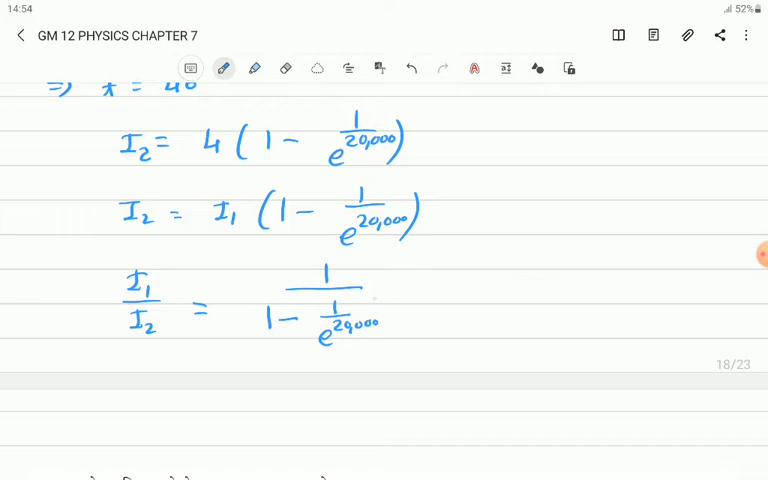 14:54 52%
GM 12 PHYSICS CHAPTER 7
⇒ t = 40
I₂ = 4 ( 1 − 1/e^20,000 )
I₂ = I₁ ( 1 − 1/e^20,000 )
I₁/I₂ = 1/(1 − 1/e^20,000)
18/23